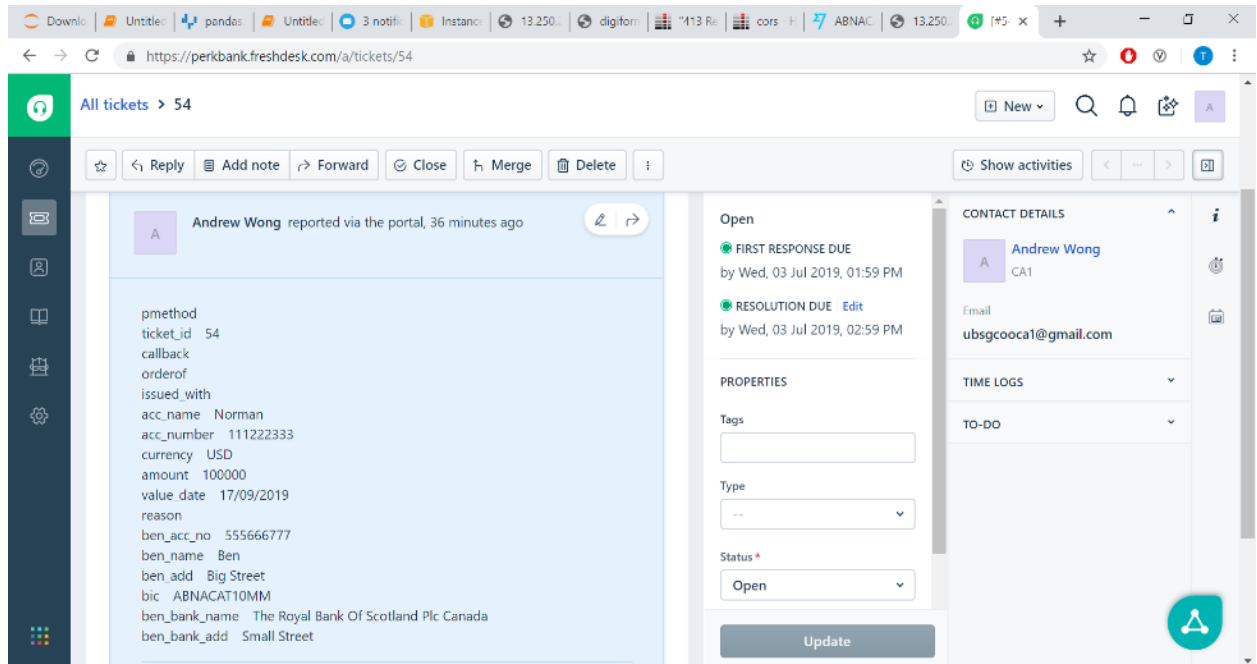 Downlo Untitled pandas. Untitled 3 notific Instance 13.250. digiform "413 Re cors - H ABNAC. 13.250. [#5-
https://perkbank.freshdesk.com/a/tickets/54
All tickets > 54
New
A
Reply Add note Forward Close Merge Delete
Show activities
A
Andrew Wong reported via the portal, 36 minutes ago
pmethod
ticket_id 54
callback
orderof
issued_with
acc_name Norman
acc_number 111222333
currency USD
amount 100000
value_date 17/09/2019
reason
ben_acc_no 555666777
ben_name Ben
ben_add Big Street
bic ABNACAT10MM
ben_bank_name The Royal Bank Of Scotland Plc Canada
ben_bank_add Small Street
Open
FIRST RESPONSE DUE
by Wed, 03 Jul 2019, 01:59 PM
RESOLUTION DUE Edit
by Wed, 03 Jul 2019, 02:59 PM
PROPERTIES
Tags
Type
--
Status *
Open
Update
CONTACT DETAILS
A
Andrew Wong
CA1
Email
ubsgcooca1@gmail.com
TIME LOGS
TO-DO